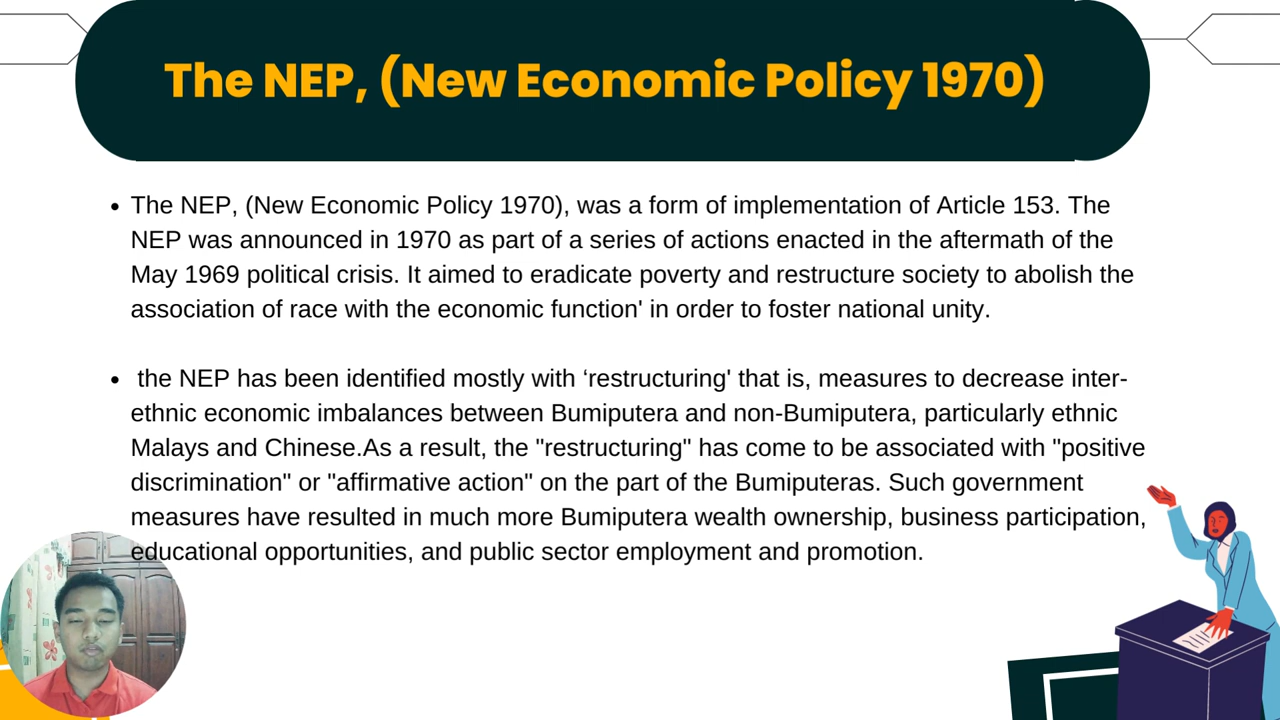 The NEP, (New Economic Policy 1970)
The NEP, (New Economic Policy 1970), was a form of implementation of Article 153. The
NEP was announced in 1970 as part of a series of actions enacted in the aftermath of the
May 1969 political crisis. It aimed to eradicate poverty and restructure society to abolish the
association of race with the economic function' in order to foster national unity.
the NEP has been identified mostly with ‘restructuring' that is, measures to decrease inter-
ethnic economic imbalances between Bumiputera and non-Bumiputera, particularly ethnic
Malays and Chinese.As a result, the "restructuring" has come to be associated with "positive
discrimination" or "affirmative action" on the part of the Bumiputeras. Such government
measures have resulted in much more Bumiputera wealth ownership, business participation,
educational opportunities, and public sector employment and promotion.